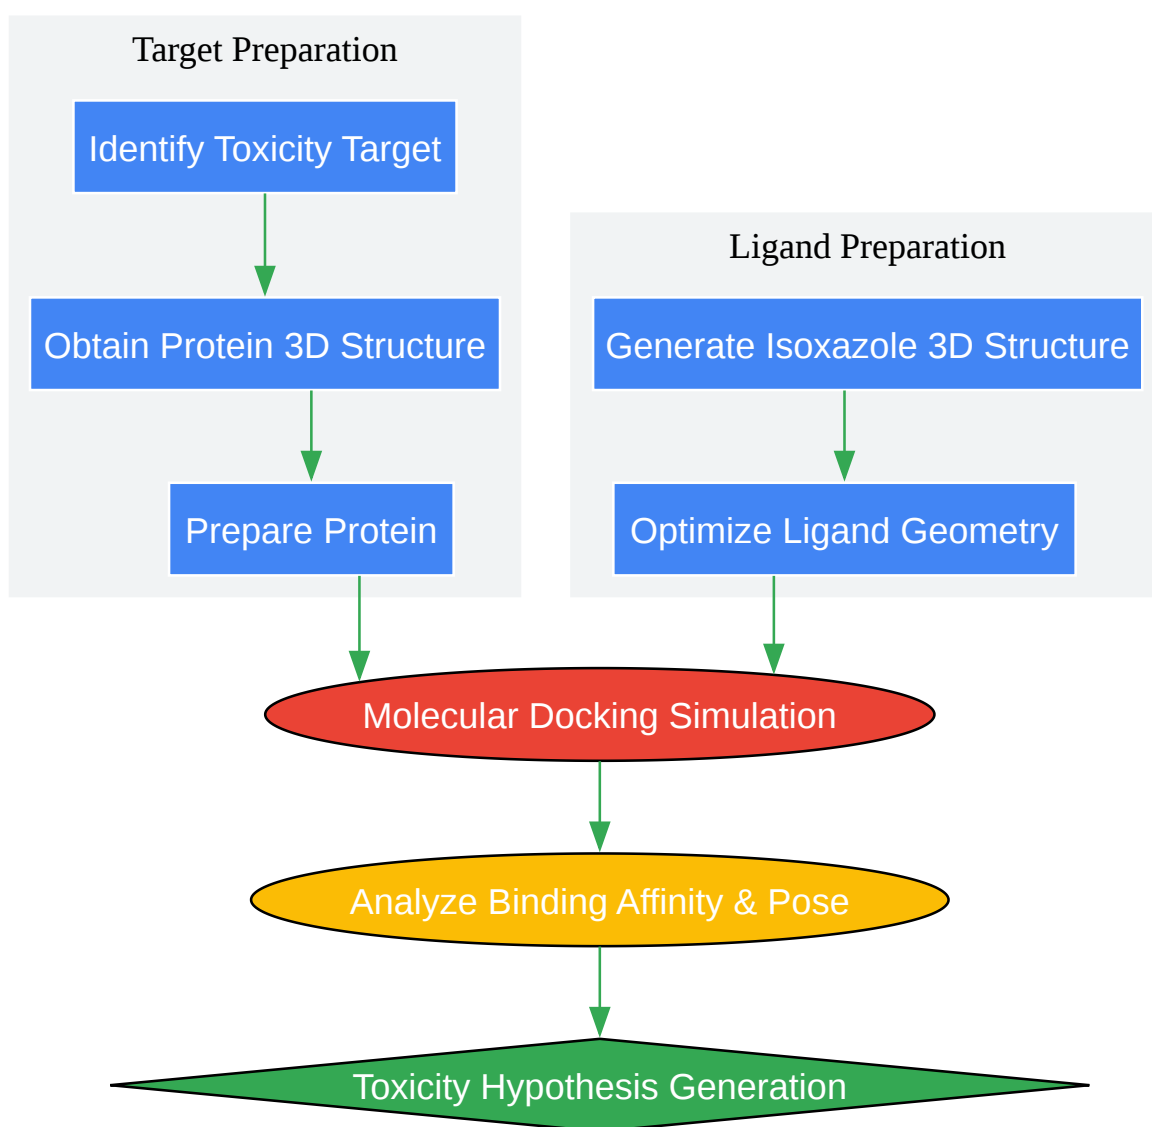 Target Preparation
Identify Toxicity Target
Obtain Protein 3D Structure
Prepare Protein
Ligand Preparation
Generate Isoxazole 3D Structure
Optimize Ligand Geometry
Molecular Docking Simulation
Analyze Binding Affinity & Pose
Toxicity Hypothesis Generation